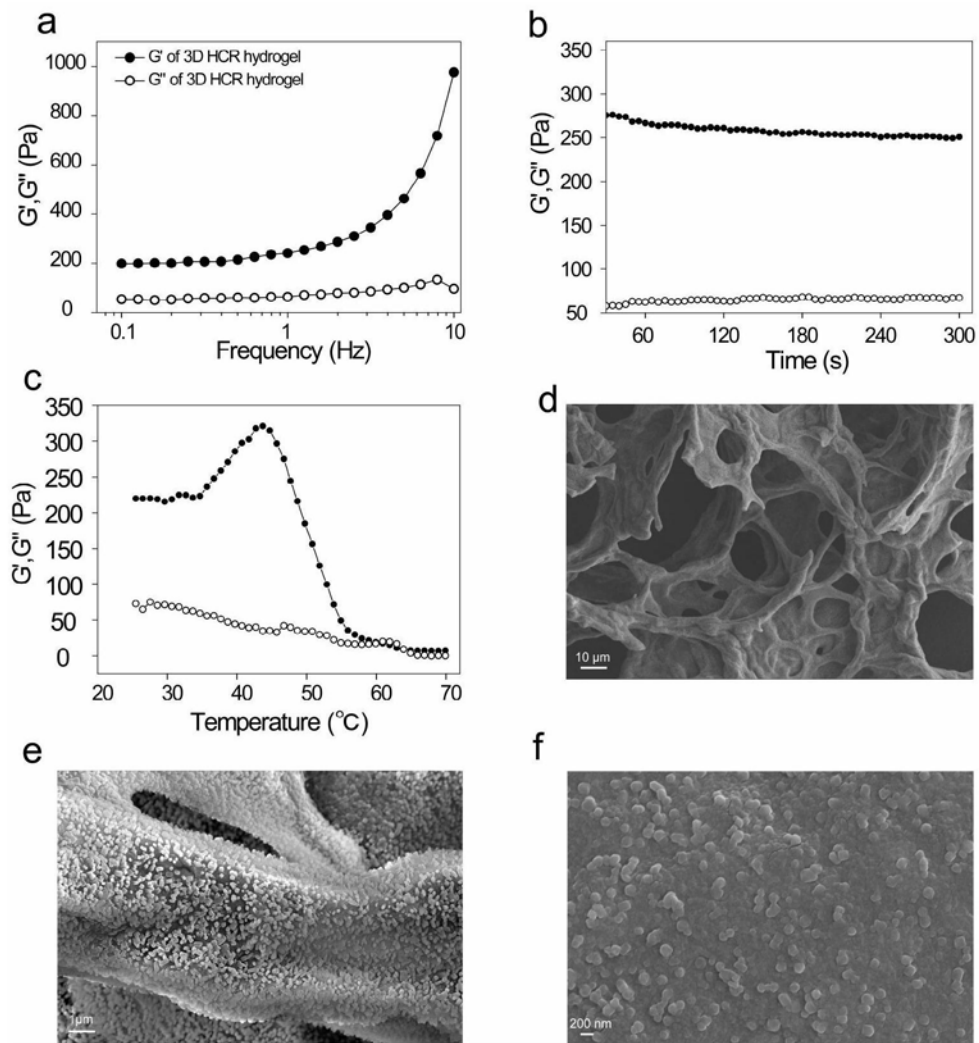 a
G' of 3D HCR hydrogel
G'' of 3D HCR hydrogel
G',G'' (Pa)
1000
800
600
400
200
0
0.1 1 10
Frequency (Hz)
b
G',G'' (Pa)
350
300
250
200
150
100
50
60 120 180 240 300
Time (s)
c
G',G'' (Pa)
350
300
250
200
150
100
50
0
20 30 40 50 60 70
Temperature (°C)
d
10 µm
e
1µm
f
200 nm